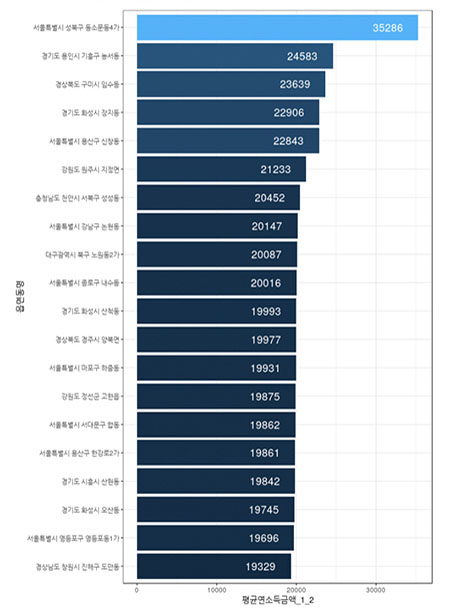 서울특별시 성북구 동소문동4가 35286
경기도 용인시 기흥구 농서동 24583
경상북도 구미시 임수동 23639
경기도 화성시 장지동 22906
서울특별시 용산구 신창동 22843
강원도 원주시 지정면 21233
충청남도 천안시 서북구 성성동 20452
서울특별시 강남구 논현동 20147
대구광역시 북구 노원동2가 20087
서울특별시 종로구 내수동 20016
경기도 화성시 산척동 19993
경상북도 경주시 양북면 19977
서울특별시 마포구 하중동 19931
강원도 정선군 고한읍 19875
서울특별시 서대문구 합동 19862
서울특별시 용산구 한강로2가 19861
경기도 시흥시 산현동 19842
경기도 화성시 오산동 19745
서울특별시 영등포구 영등포동1가 19696
경상남도 창원시 진해구 도만동 19329
읍면동명
0 10000 20000 30000
평균연소득금액_1_2